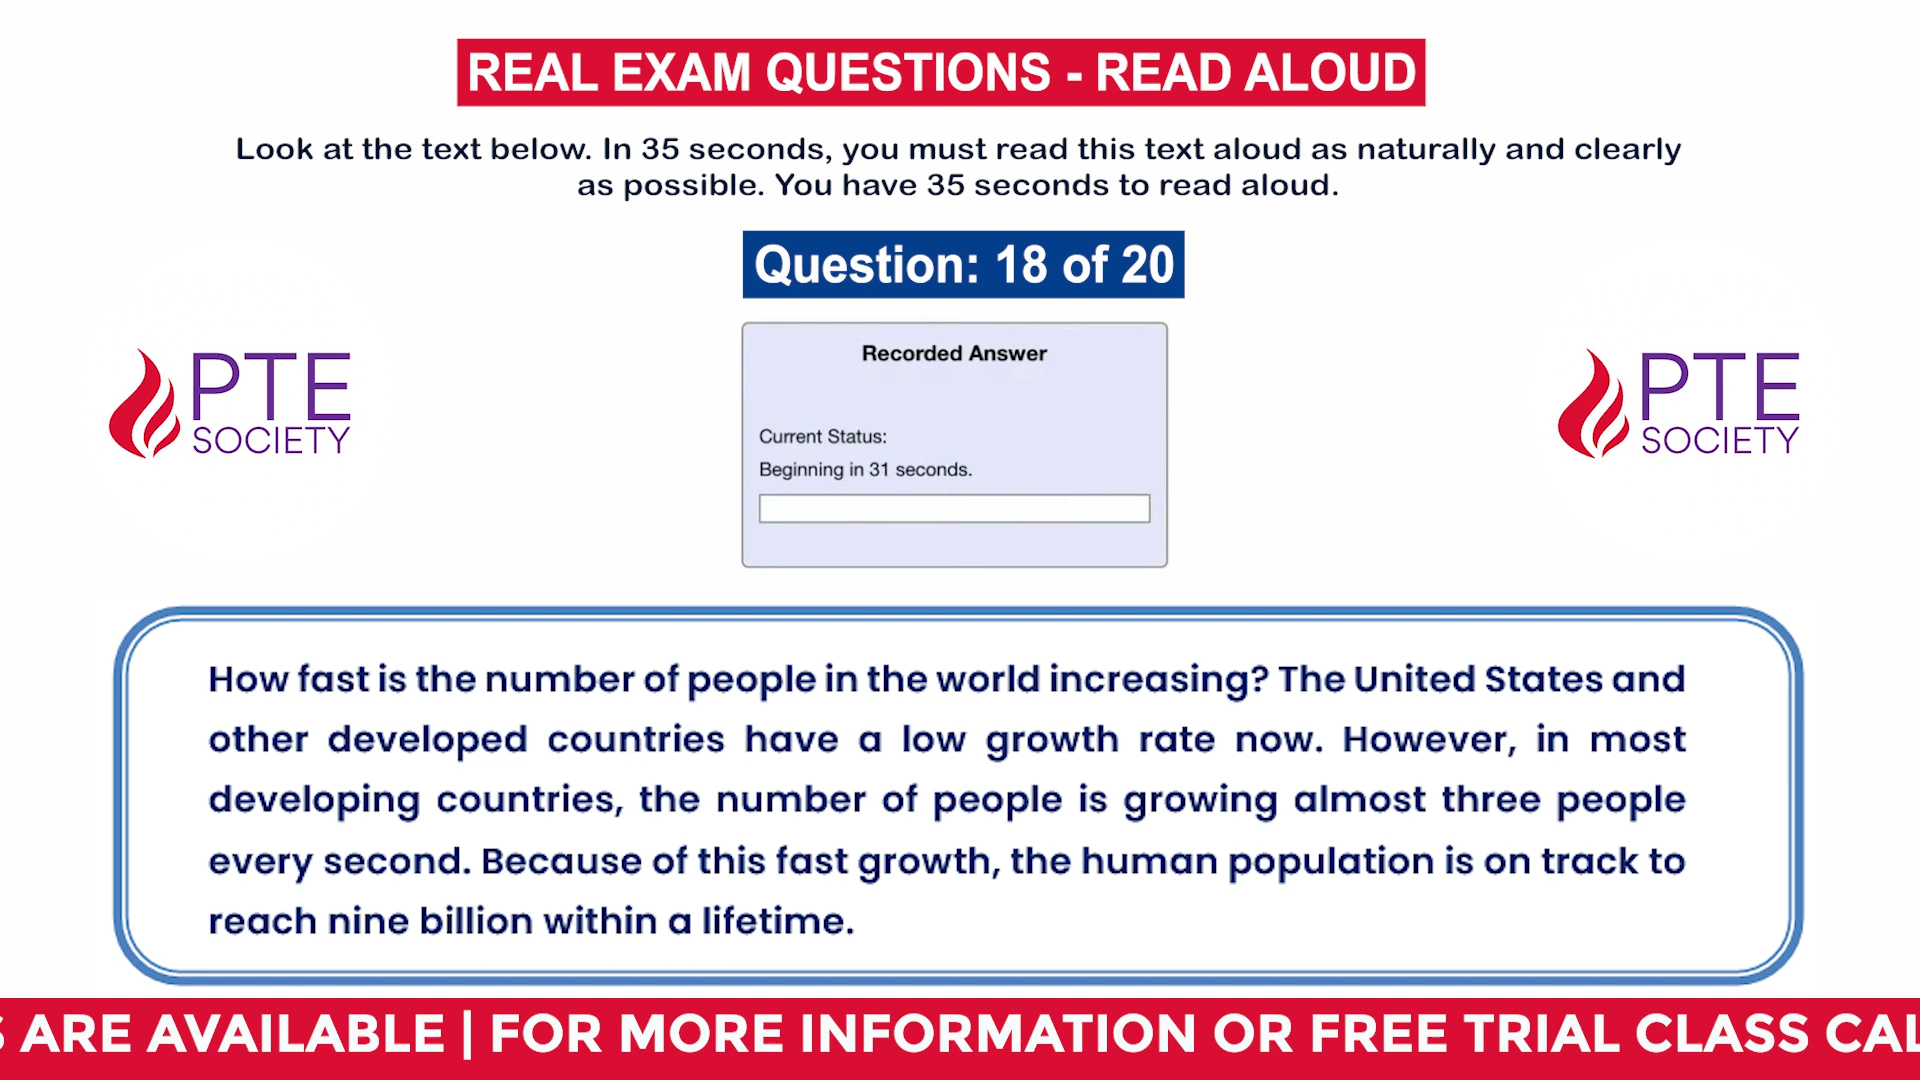 REAL EXAM QUESTIONS - READ ALOUD
Look at the text below. In 35 seconds, you must read this text aloud as naturally and clearly
as possible. You have 35 seconds to read aloud.
Question: 18 of 20
Recorded Answer
Current Status:
Beginning in 31 seconds.
PTE
SOCIETY
PTE
SOCIETY
How fast is the number of people in the world increasing? The United States and
other developed countries have a low growth rate now. However, in most
developing countries, the number of people is growing almost three people
every second. Because of this fast growth, the human population is on track to
reach nine billion within a lifetime.
S ARE AVAILABLE | FOR MORE INFORMATION OR FREE TRIAL CLASS CAL